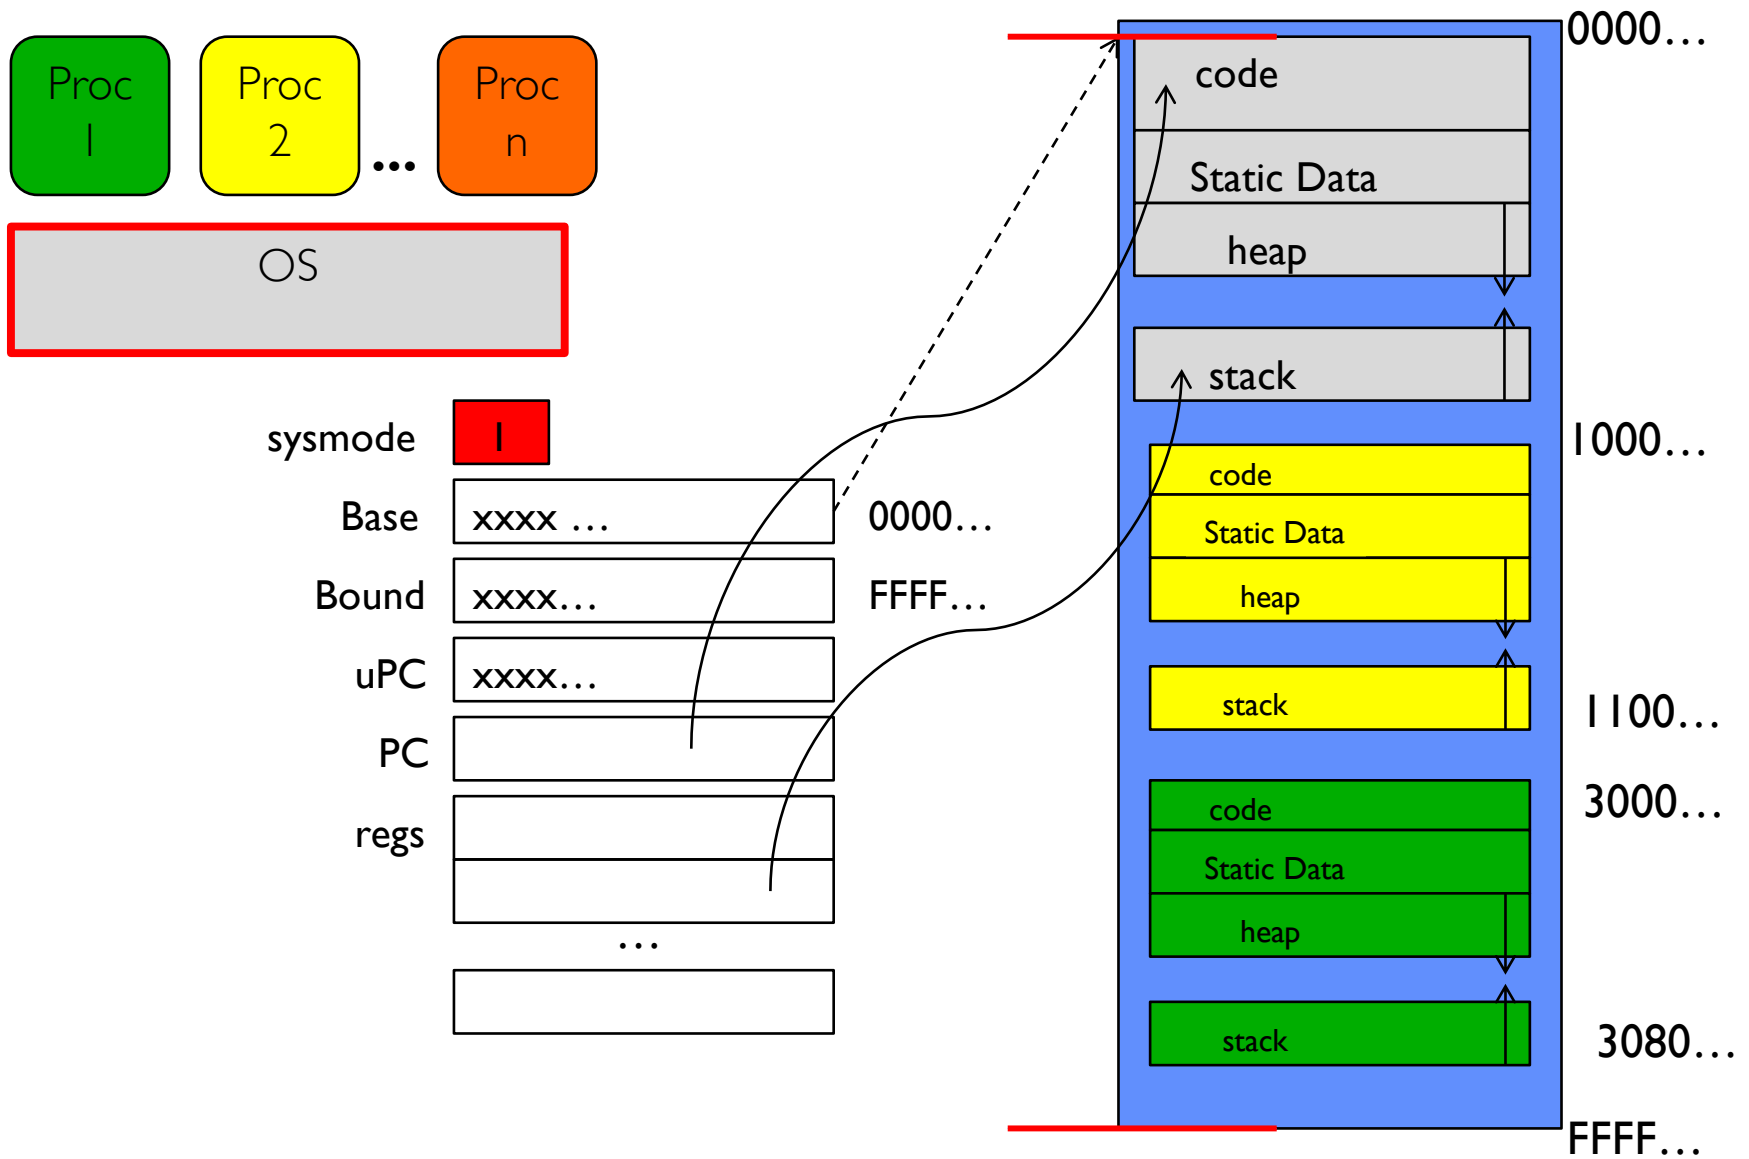 Proc
1
Proc
2
...
Proc
n
OS
sysmode
1
Base
xxxx …
0000…
Bound
xxxx…
FFFF…
uPC
xxxx…
PC
regs
…
0000…
code
Static Data
heap
stack
1000…
code
Static Data
heap
stack
1100…
3000…
code
Static Data
heap
stack
3080…
FFFF…